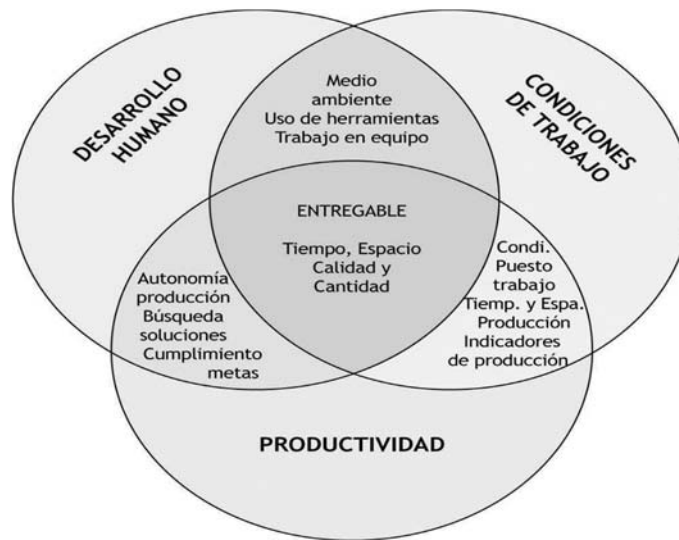 DESARROLLO
HUMANO
CONDICIONES
DE TRABAJO
Medio
ambiente
Uso de herramientas
Trabajo en equipo
ENTREGABLE
Tiempo, Espacio
Calidad y
Cantidad
Autonomía
producción
Búsqueda
soluciones
Cumplimiento
metas
Condi.
Puesto
trabajo
Tiemp. y Espa.
Producción
Indicadores
de producción
PRODUCTIVIDAD